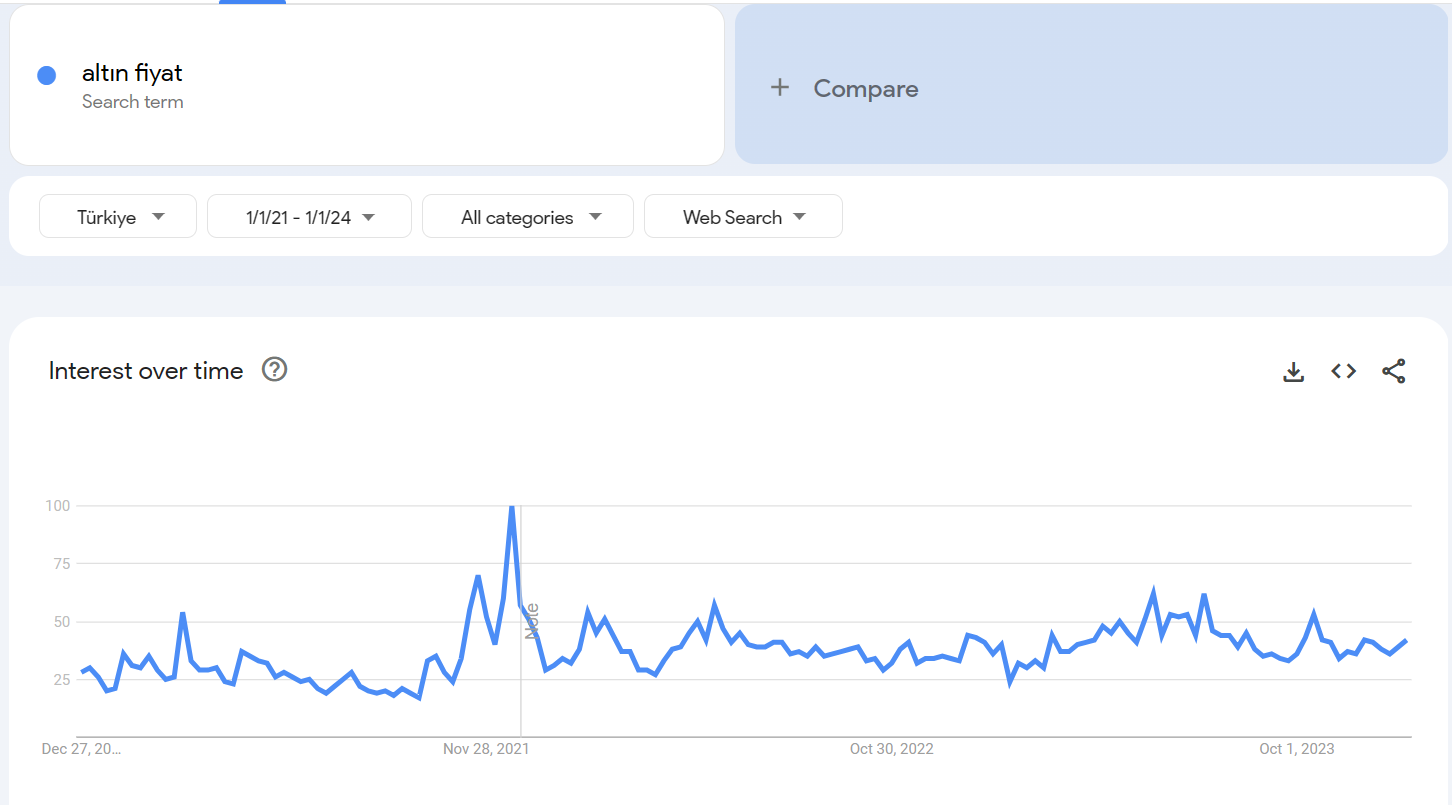 altın fiyat
Search term
+ Compare
Türkiye
1/1/21 - 1/1/24
All categories
Web Search
Interest over time
?
100
75
50
25
Note
Dec 27, 20...
Nov 28, 2021
Oct 30, 2022
Oct 1, 2023